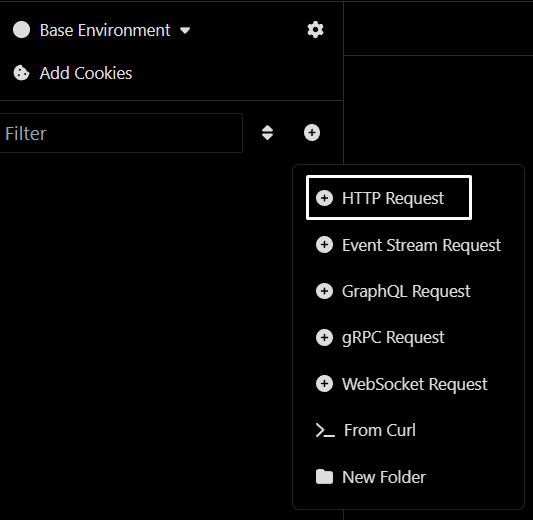 Base Environment
Add Cookies
Filter
HTTP Request
Event Stream Request
GraphQL Request
gRPC Request
WebSocket Request
From Curl
New Folder